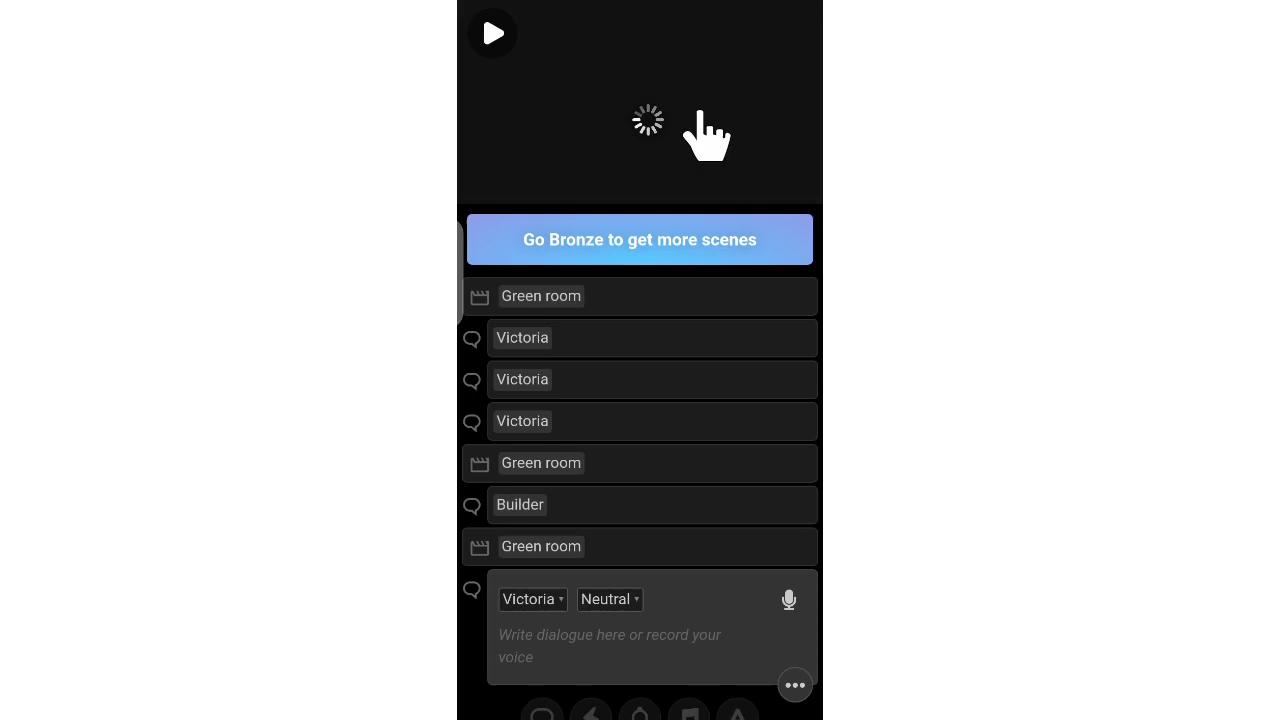 Go Bronze to get more scenes
Green room
Victoria
Victoria
Victoria
Green room
Builder
Green room
Victoria Neutral
Write dialogue here or record your
voice